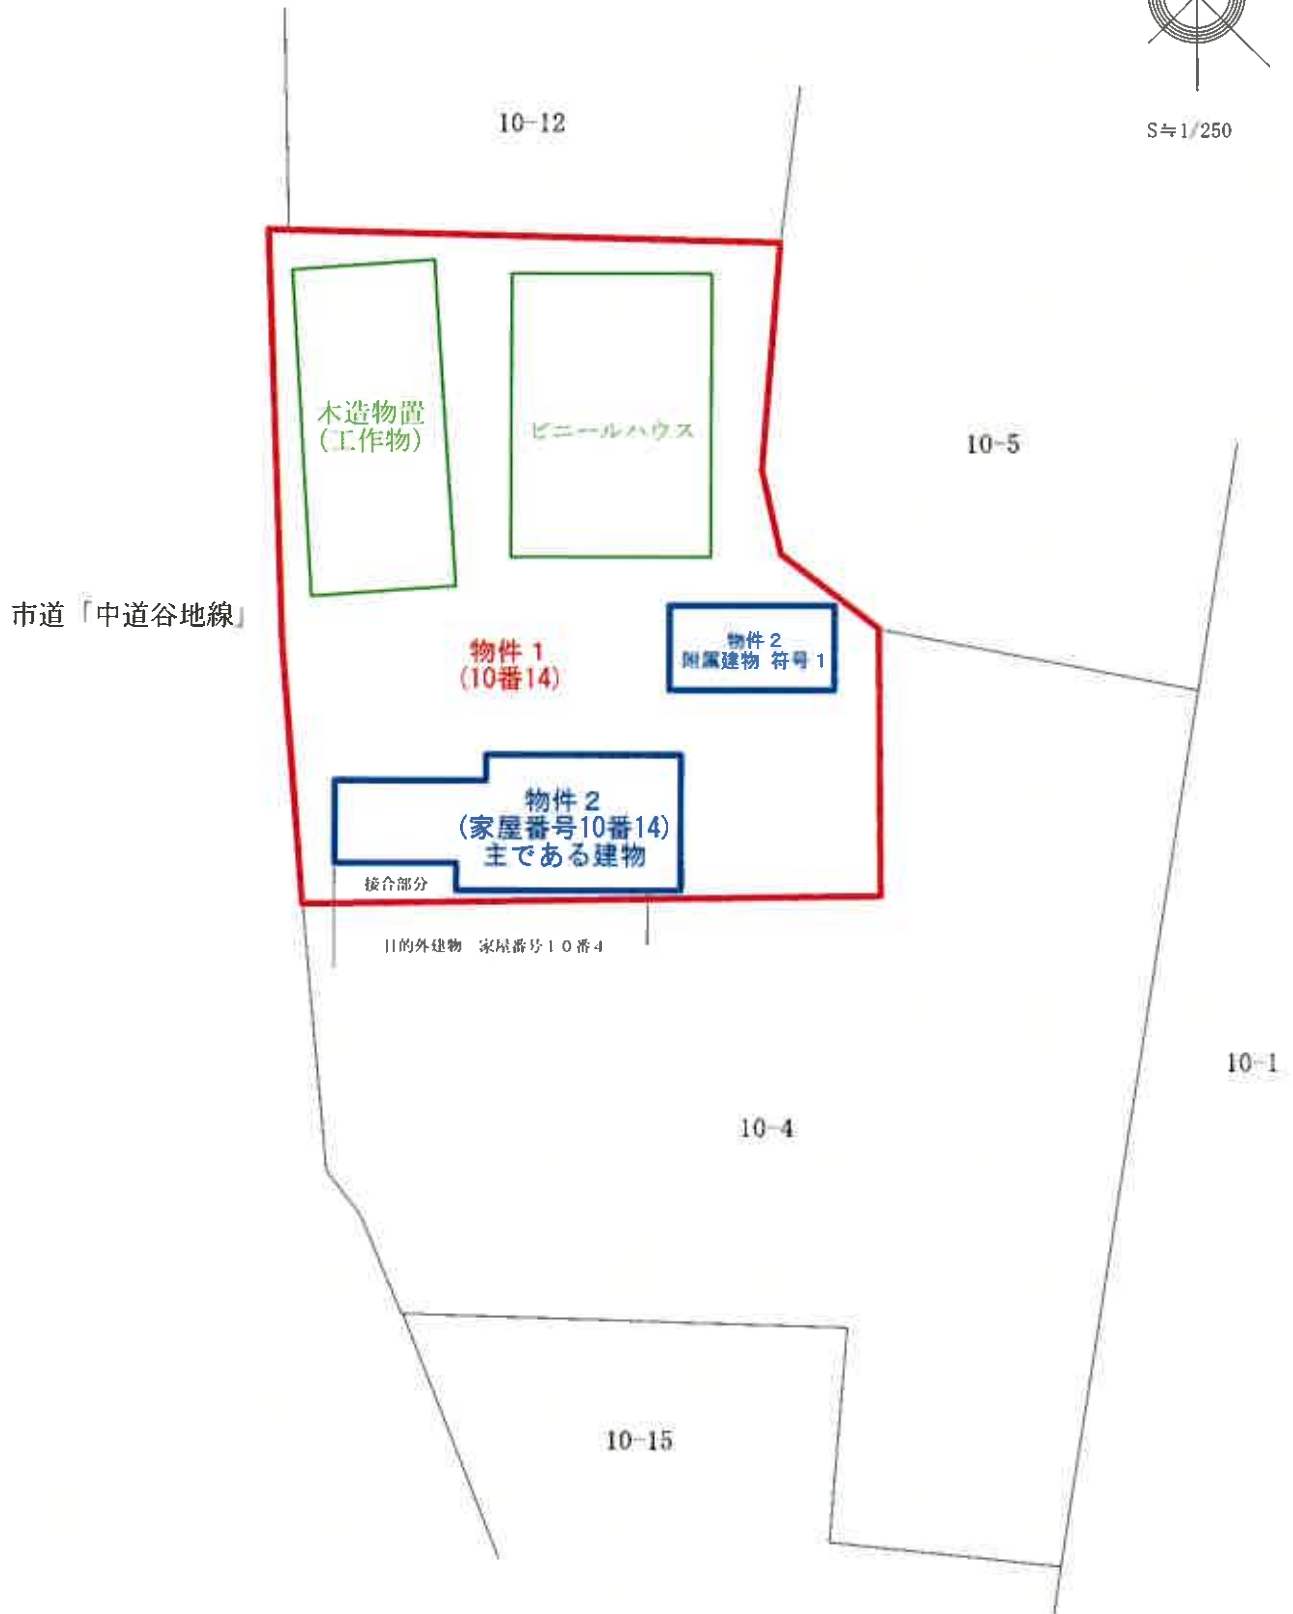 10-12
S≒1/250
木造物置
(工作物)
ビニールハウス
10-5
市道「中道谷地線」
物件1
(10番14)
物件2
附属建物 符号1
物件2
(家屋番号10番14)
主である建物
接合部分
目的外建物 家屋番号10番4
10-1
10-4
10-15